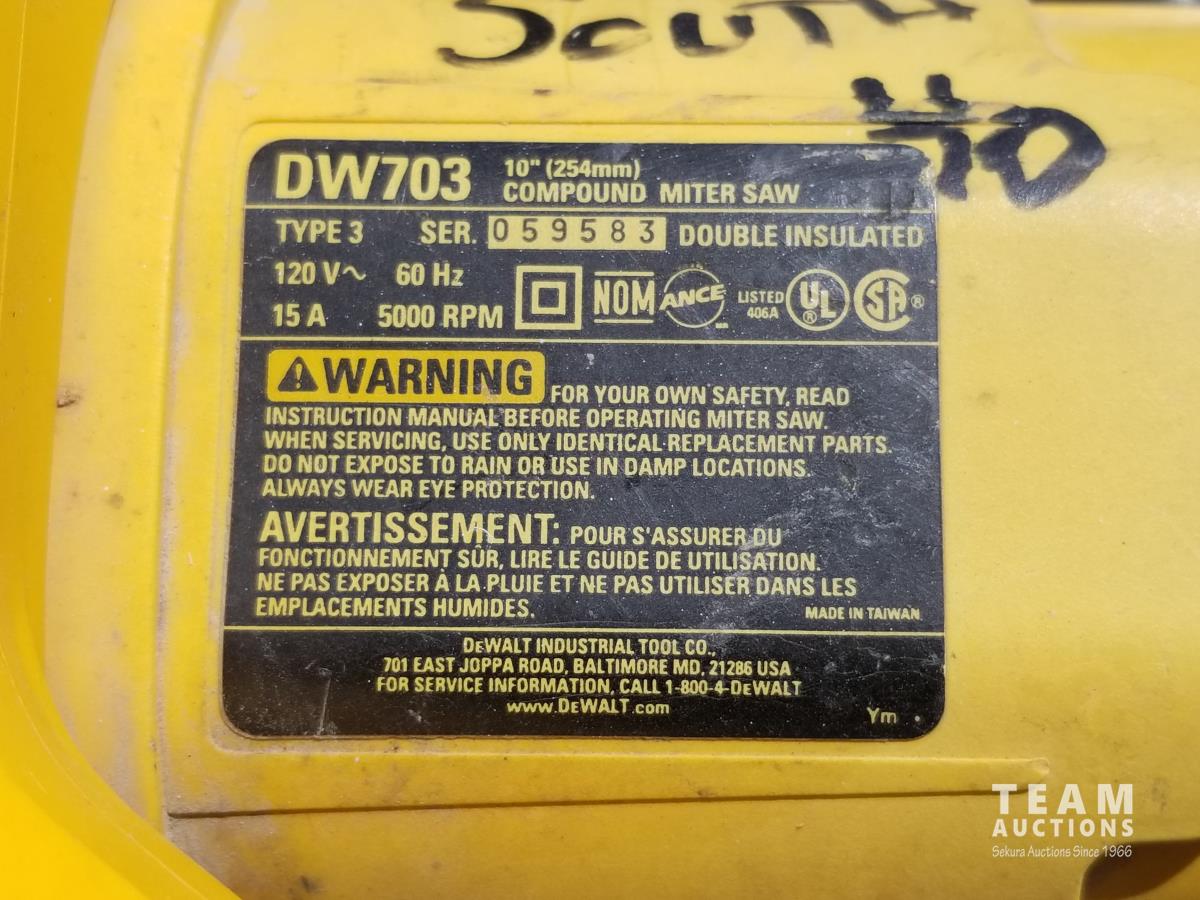 SOUTH
#0
DW703 10" (254mm)
COMPOUND MITER SAW
TYPE 3 SER. 059583 DOUBLE INSULATED
120 V~ 60 Hz
15 A 5000 RPM NOM ANCE LISTED 406A UL ® SA ®
WARNING FOR YOUR OWN SAFETY, READ
INSTRUCTION MANUAL BEFORE OPERATING MITER SAW.
WHEN SERVICING, USE ONLY IDENTICAL REPLACEMENT PARTS.
DO NOT EXPOSE TO RAIN OR USE IN DAMP LOCATIONS.
ALWAYS WEAR EYE PROTECTION.
AVERTISSEMENT: POUR S'ASSURER DU
FONCTIONNEMENT SÛR, LIRE LE GUIDE DE UTILISATION.
NE PAS EXPOSER À LA PLUIE ET NE PAS UTILISER DANS LES
EMPLACEMENTS HUMIDES. MADE IN TAIWAN
DEWALT INDUSTRIAL TOOL CO.,
701 EAST JOPPA ROAD, BALTIMORE MD, 21286 USA
FOR SERVICE INFORMATION, CALL 1-800-4-DEWALT
www.DEWALT.com
Ym
TEAM
AUCTIONS
Sekura Auctions Since 1966